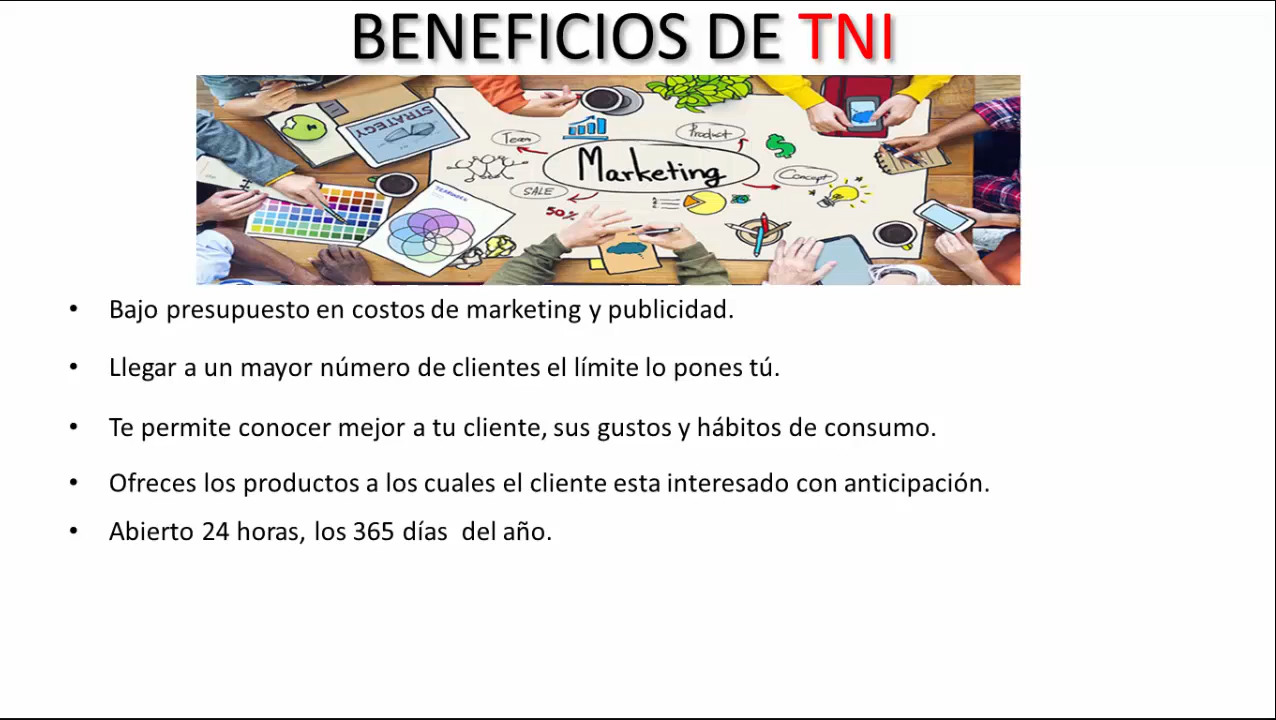 BENEFICIOS DE TNI
STRATEGY
Team
Product
Marketing
Concept
SALE
50%
• Bajo presupuesto en costos de marketing y publicidad.
• Llegar a un mayor número de clientes el límite lo pones tú.
• Te permite conocer mejor a tu cliente, sus gustos y hábitos de consumo.
• Ofreces los productos a los cuales el cliente esta interesado con anticipación.
• Abierto 24 horas, los 365 días del año.